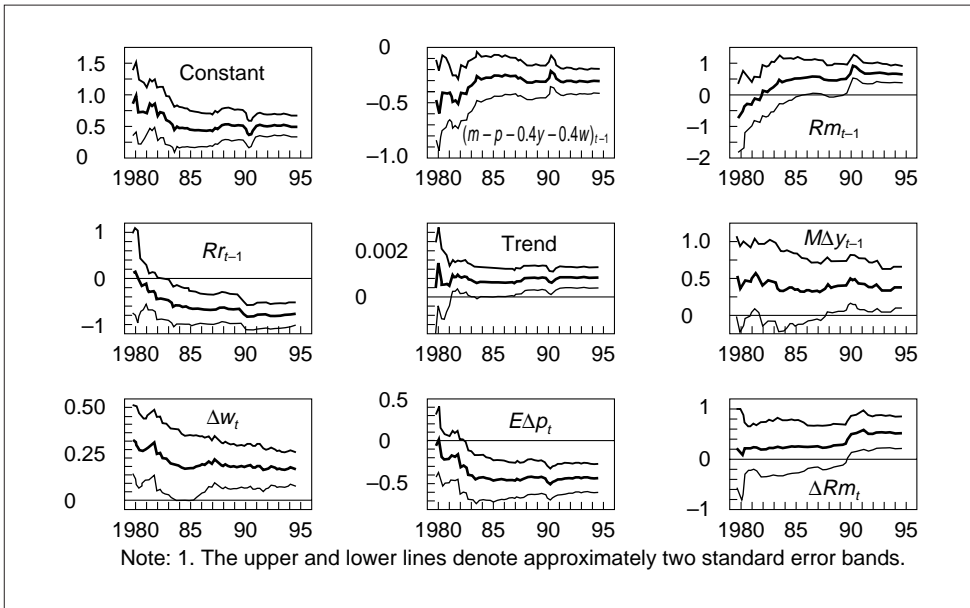 Constant
1.5
1.0
0.5
0
1980 85 90 95
0
–0.5
–1.0
(m – p – 0.4y – 0.4w)t–1
1980 85 90 95
1
0
–1
–2
Rmt–1
1980 85 90 95
1
0
–1
Rrt–1
1980 85 90 95
0.002
0
Trend
1980 85 90 95
1.0
0.5
0
MΔyt–1
1980 85 90 95
0.50
0.25
0
Δwt
1980 85 90 95
0.5
0
–0.5
EΔpt
1980 85 90 95
1
0
–1
ΔRmt
1980 85 90 95
Note: 1. The upper and lower lines denote approximately two standard error bands.